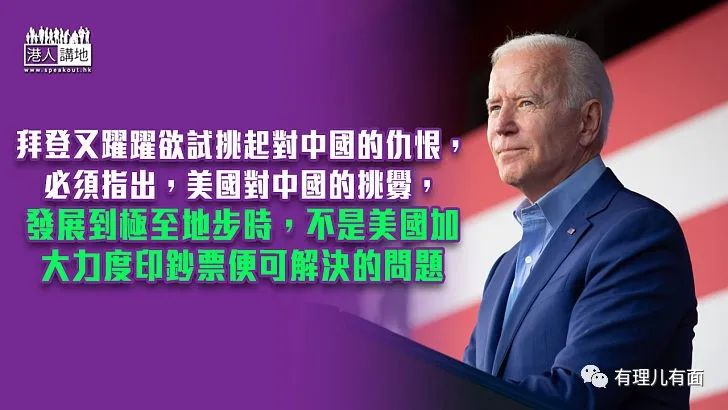 港人講地
www.speakout.hk
拜登又躍躍欲試挑起對中國的仇恨，
必須指出，美國對中國的挑釁，
發展到極至地步時，不是美國加
大力度印鈔票便可解決的問題
有理儿有面